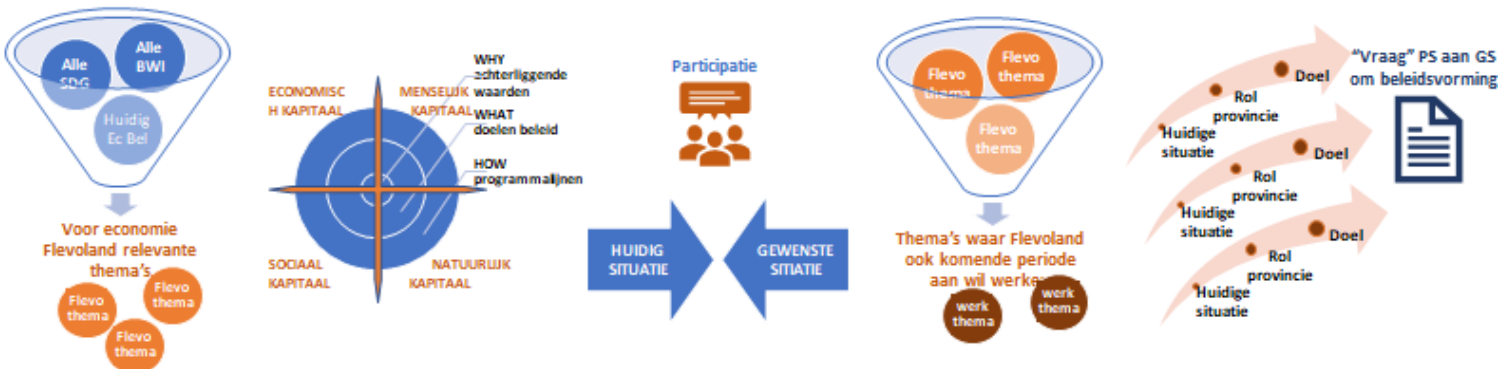 Alle
SDG
Alle
BWI
Huidig
Ec Bel
Voor economie
Flevoland relevante
thema's
Flevo
thema
Flevo
thema
Flevo
thema
ECONOMISC
H KAPITAAL
MENSELIJK
KAPITAAL
SOCIAAL
KAPITAAL
NATUURLIJK
KAPITAAL
WHY
achterliggende
waarden
WHAT
doelen beleid
HOW
programmalijnen
Participatie
HUIDIG
SITUATIE
GEWENSTE
SITIATIE
Flevo
thema
Flevo
thema
Flevo
thema
Thema's waar Flevoland
ook komende periode
aan wil werke
werk
thema
werk
thema
Huidige
situatie
Rol
provincie
Doel
Huidige
situatie
Rol
provincie
Doel
Huidige
situatie
Rol
provincie
Doel
"Vraag" PS aan GS
om beleidsvorming